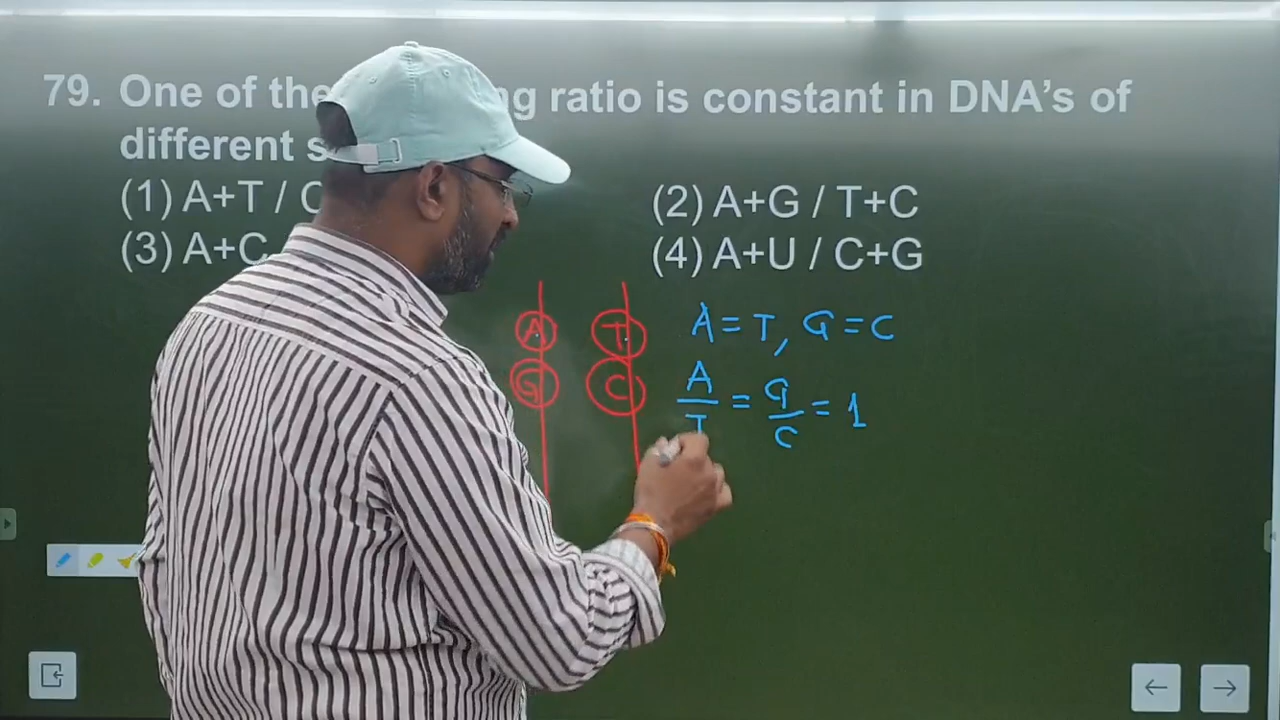 79. One of the ng ratio is constant in DNA's of
different s
(1) A+T / C (2) A+G / T+C
(3) A+C (4) A+U / C+G
A T A = T, G = C
G C A/T = G/C = 1